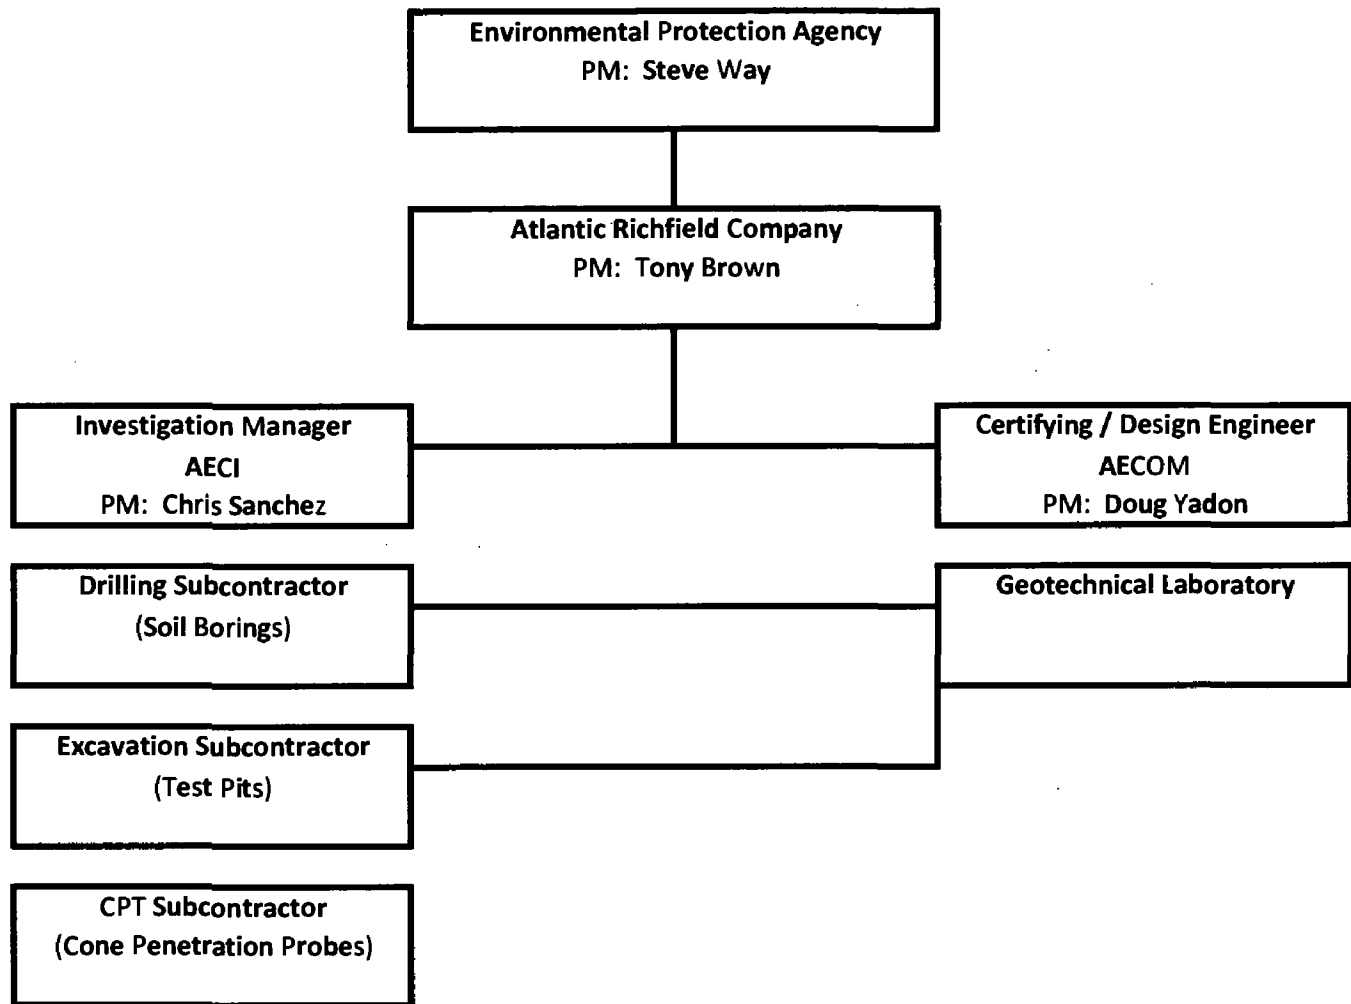 Environmental Protection Agency
PM: Steve Way
Atlantic Richfield Company
PM: Tony Brown
Investigation Manager
AECI
PM: Chris Sanchez
Certifying / Design Engineer
AECOM
PM: Doug Yadon
Drilling Subcontractor
(Soil Borings)
Geotechnical Laboratory
Excavation Subcontractor
(Test Pits)
CPT Subcontractor
(Cone Penetration Probes)